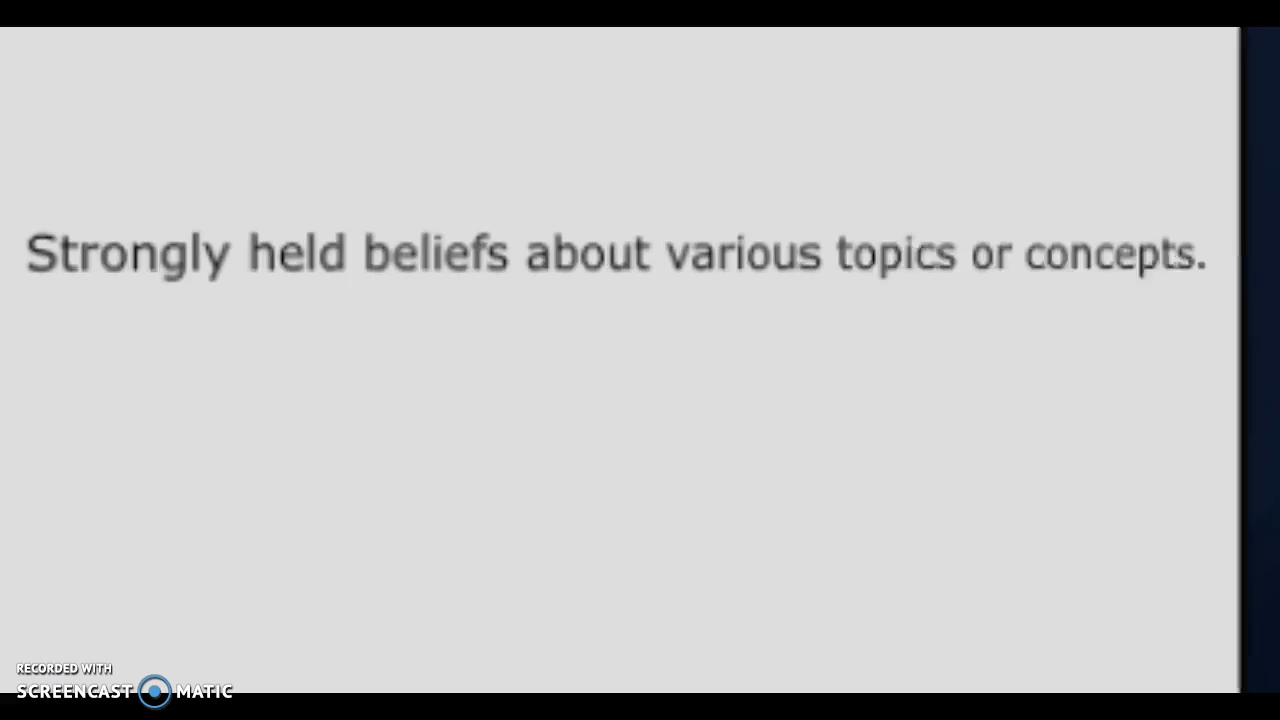 Strongly held beliefs about various topics or concepts.
RECORDED WITH
SCREENCAST MATIC